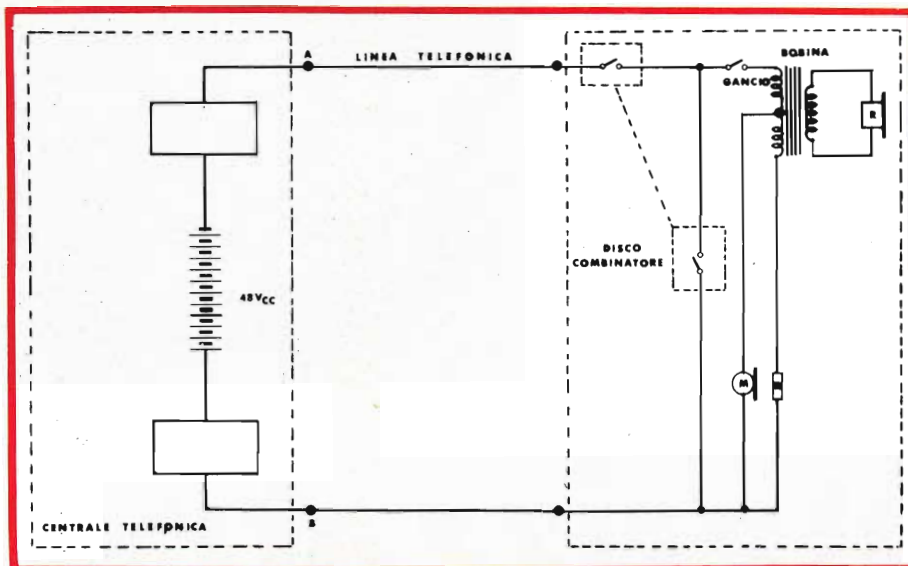 A
LINEA TELEFONICA
BOBINA
GANCIO
R
DISCO
COMBINATORE
48VCC
M
B
CENTRALE TELEFONICA